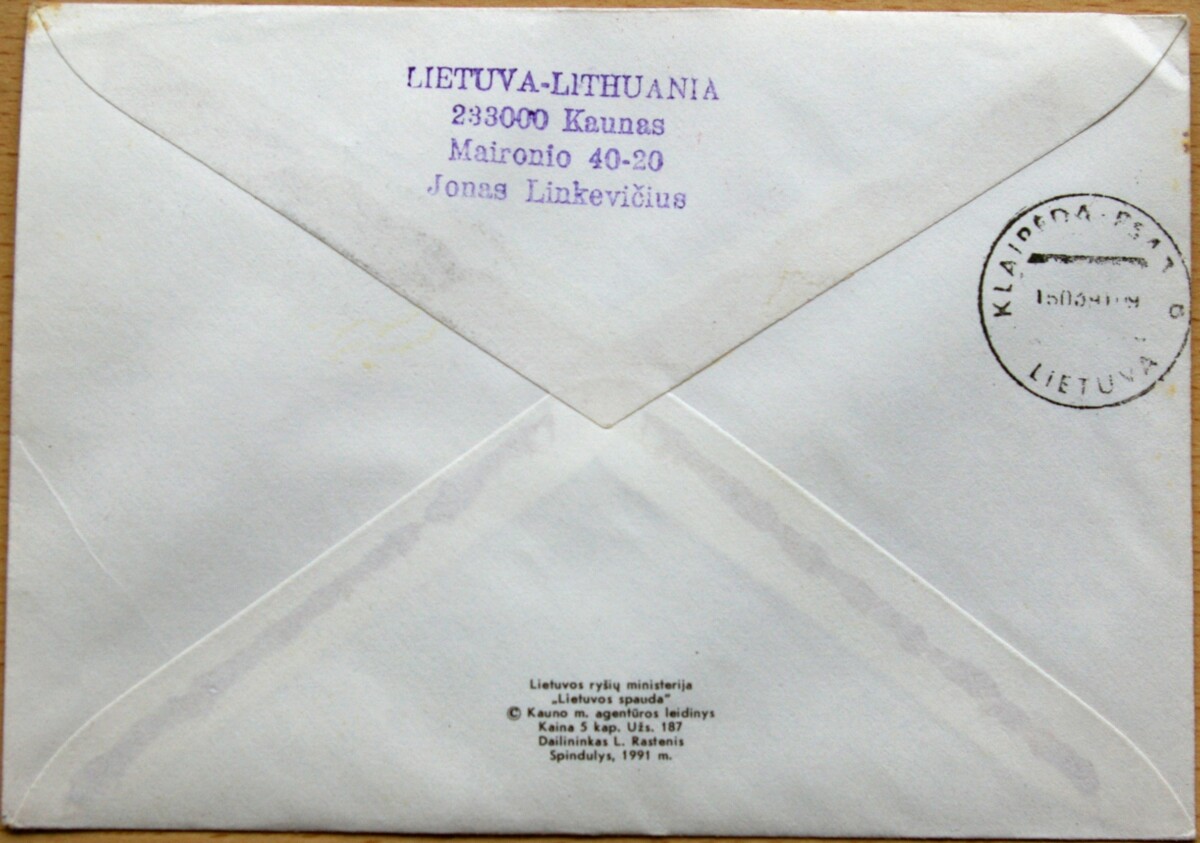 LIETUVA-LITHUANIA
233000 Kaunas
Maironio 40-20
Jonas Linkevičius
KLAIPĖDA
LIETUVA
Lietuvos ryšių ministerija
„Lietuvos spauda”
© Kauno m. agentūros leidinys
Kaina 5 kap. Užs. 187
Dailininkas L. Rastenis
Spindulys, 1991 m.